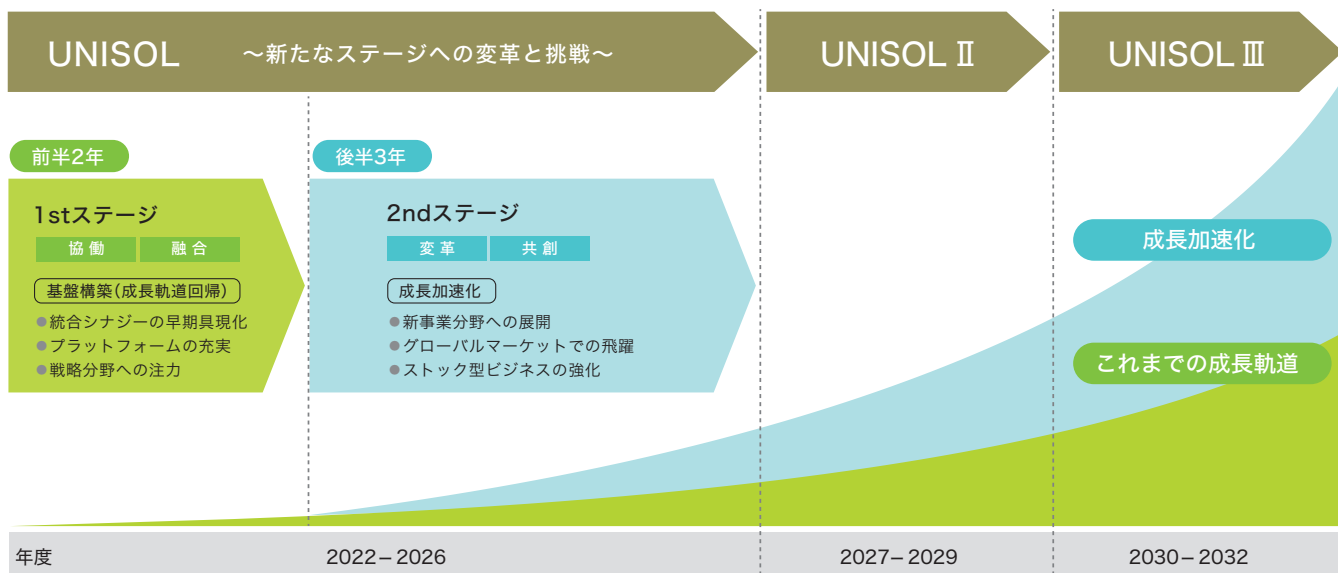 UNISOL ～新たなステージへの変革と挑戦～
UNISOL Ⅱ
UNISOL Ⅲ
前半2年
1stステージ
協働 融合
基盤構築(成長軌道回帰)
●統合シナジーの早期具現化
●プラットフォームの充実
●戦略分野への注力
後半3年
2ndステージ
変革 共創
成長加速化
●新事業分野への展開
●グローバルマーケットでの飛躍
●ストック型ビジネスの強化
成長加速化
これまでの成長軌道
年度 2022–2026 2027–2029 2030–2032